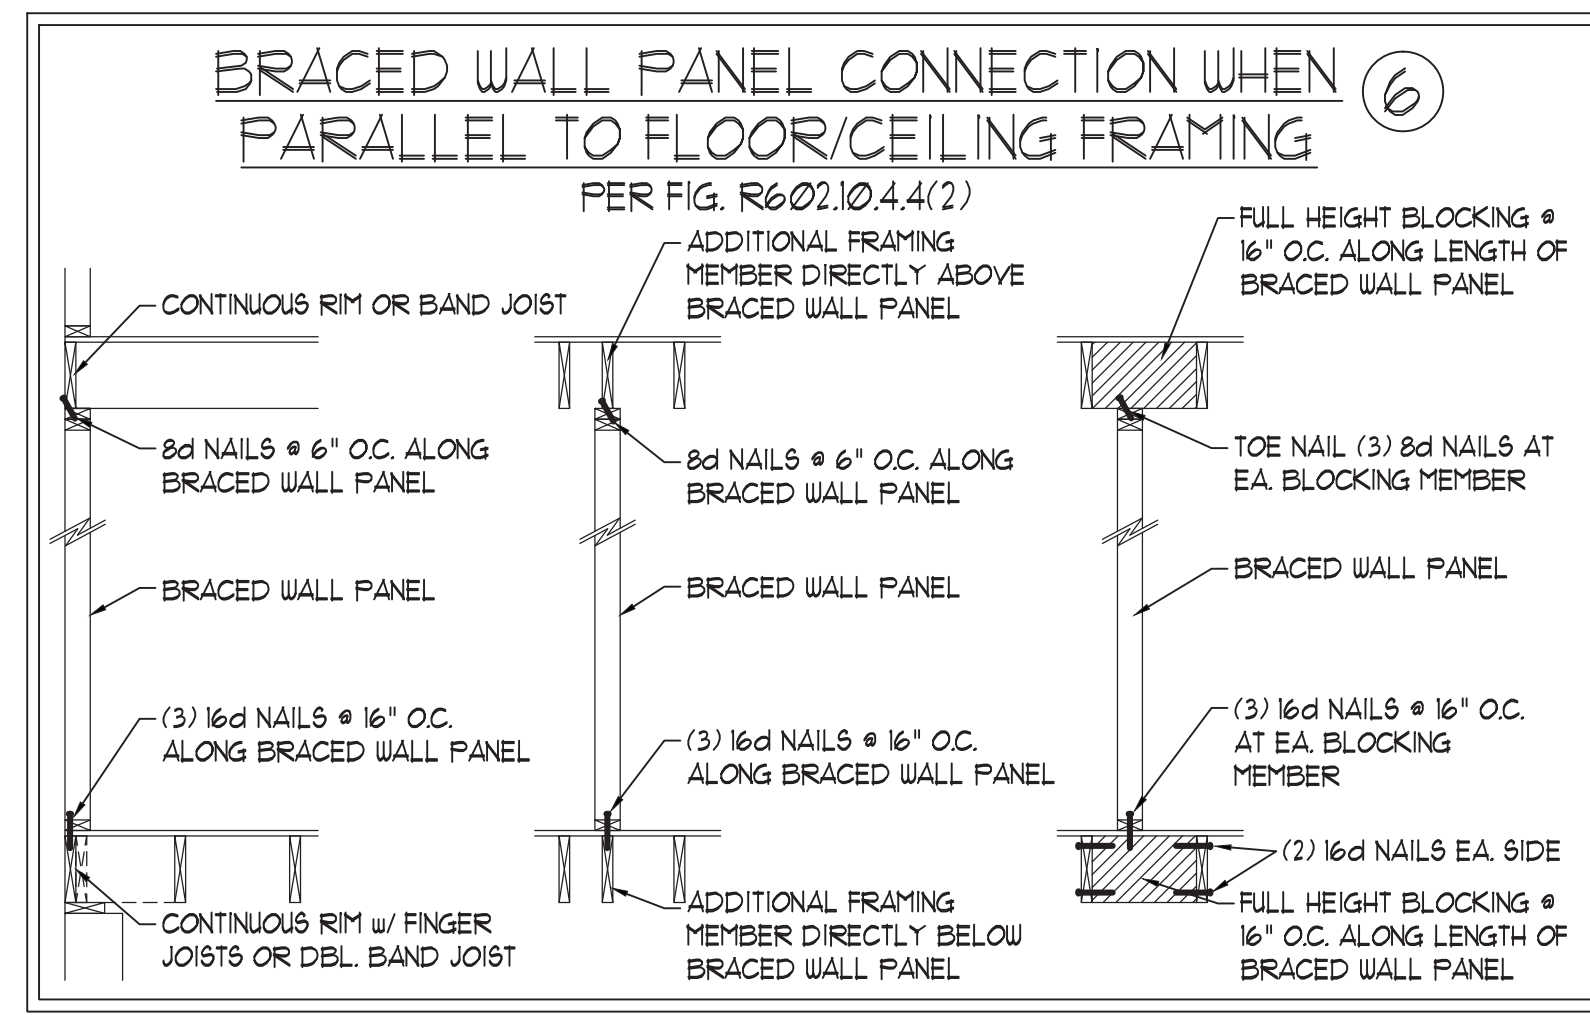 BRACED WALL PANEL CONNECTION WHEN
PARALLEL TO FLOOR/CEILING FRAMING
6
PER FIG. R602.10.4.4(2)
CONTINUOUS RIM OR BAND JOIST
8d NAILS @ 6" O.C. ALONG
BRACED WALL PANEL
BRACED WALL PANEL
(3) 16d NAILS @ 16" O.C.
ALONG BRACED WALL PANEL
CONTINUOUS RIM w/ FINGER
JOISTS OR DBL. BAND JOIST
ADDITIONAL FRAMING
MEMBER DIRECTLY ABOVE
BRACED WALL PANEL
8d NAILS @ 6" O.C. ALONG
BRACED WALL PANEL
BRACED WALL PANEL
(3) 16d NAILS @ 16" O.C.
ALONG BRACED WALL PANEL
ADDITIONAL FRAMING
MEMBER DIRECTLY BELOW
BRACED WALL PANEL
FULL HEIGHT BLOCKING @
16" O.C. ALONG LENGTH OF
BRACED WALL PANEL
TOE NAIL (3) 8d NAILS AT
EA. BLOCKING MEMBER
BRACED WALL PANEL
(3) 16d NAILS @ 16" O.C.
AT EA. BLOCKING
MEMBER
(2) 16d NAILS EA. SIDE
FULL HEIGHT BLOCKING @
16" O.C. ALONG LENGTH OF
BRACED WALL PANEL